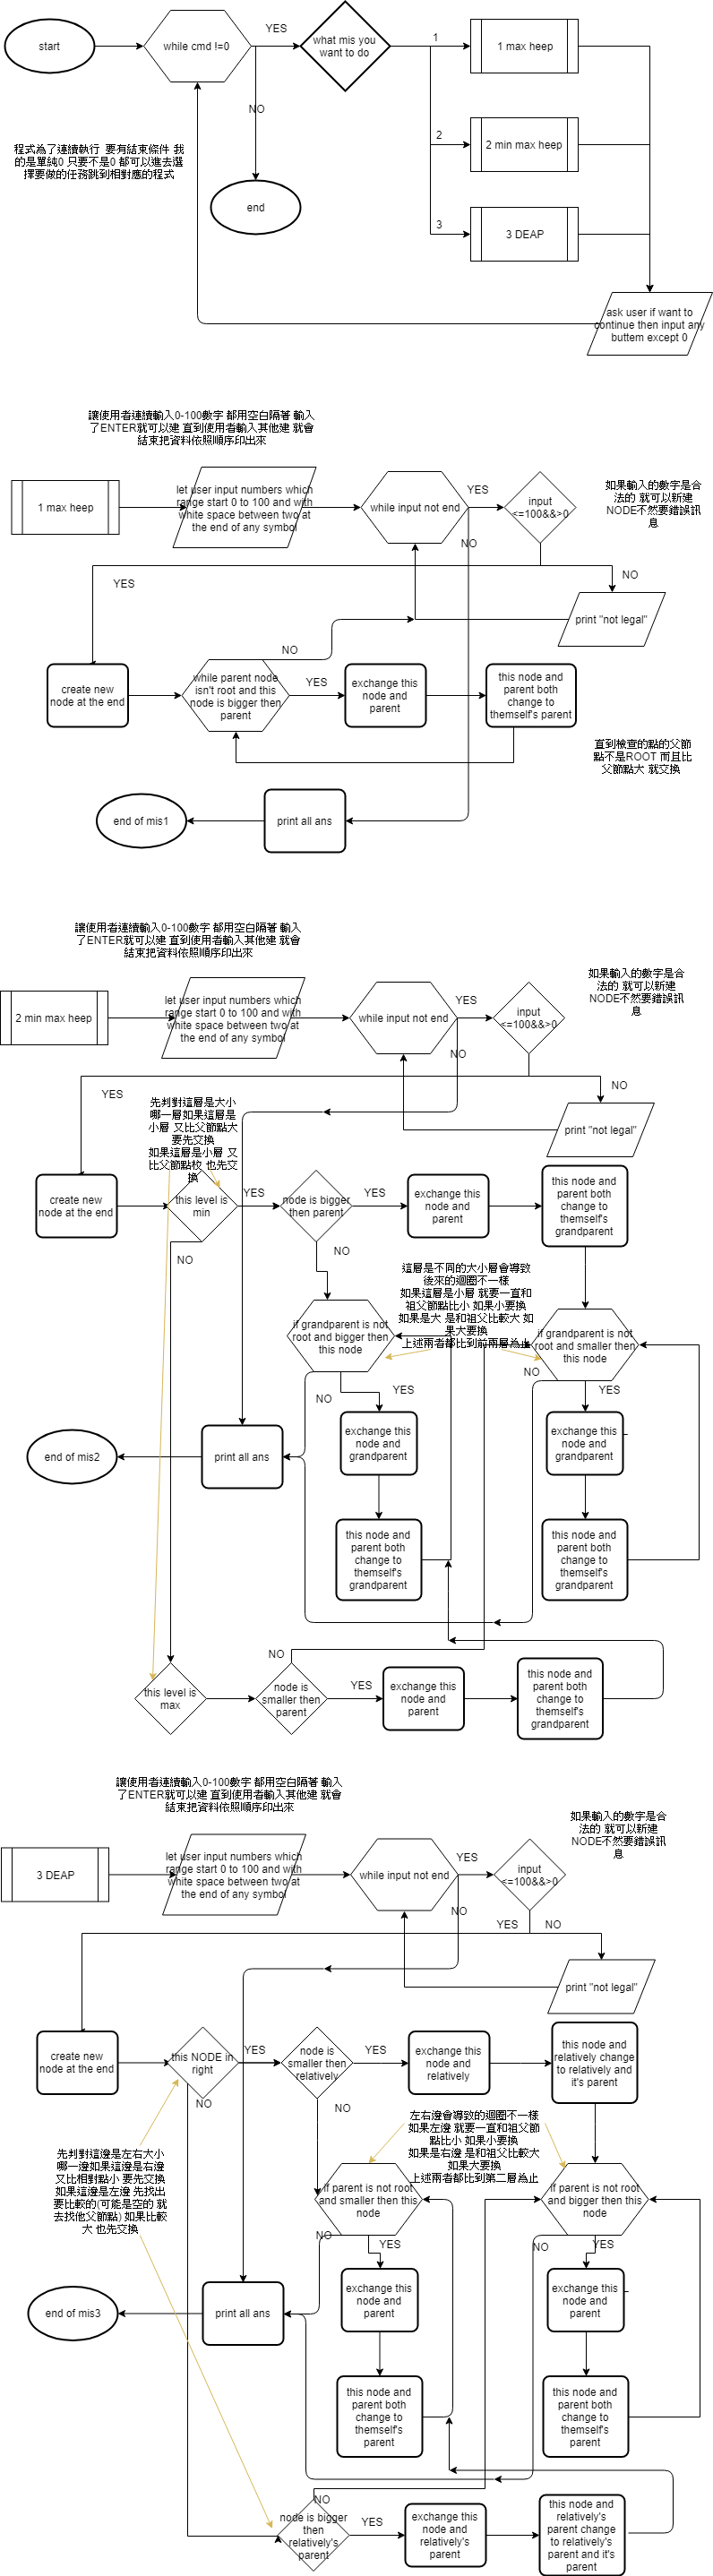 start
while cmd !=0
YES
what mis you
want to do
1
1 max heep
NO
2
2 min max heep
程式為了連續執行 要有結束條件 我
的是單純0 只要不是0 都可以進去選
擇要做的任務跳到相對應的程式
end
3
3 DEAP
ask user if want to
continue then input any
buttem except 0
讓使用者連續輸入0-100數字 都用空白隔著 輸入
了ENTER就可以建 直到使用者輸入其他建 就會
結束把資料依照順序印出來
1 max heep
let user input numbers which
range start 0 to 100 and with
white space between two at
the end of any symbol
while input not end
YES
input
<=100&&>0
如果輸入的數字是合
法的 就可以新建
NODE不然要錯誤訊
息
NO
YES
NO
print "not legal"
NO
create new
node at the end
while parent node
isn't root and this
node is bigger then
parent
YES
exchange this
node and
parent
this node and
parent both
change to
themself's parent
直到檢查的點的父節
點不是ROOT 而且比
父節點大 就交換
end of mis1
print all ans
讓使用者連續輸入0-100數字 都用空白隔著 輸入
了ENTER就可以建 直到使用者輸入其他建 就會
結束把資料依照順序印出來
2 min max heep
let user input numbers which
range start 0 to 100 and with
white space between two at
the end of any symbol
while input not end
YES
input
<=100&&>0
如果輸入的數字是合
法的 就可以新建
NODE不然要錯誤訊
息
NO
YES
NO
print "not legal"
先判對這層是大小
哪一層如果這層是
小層 又比父節點大
要先交換
如果這層是小層 又
比父節點校 也先交
換
create new
node at the end
this level is
min
YES
node is bigger
then parent
YES
exchange this
node and
parent
this node and
parent both
change to
themself's
grandparent
NO
NO
這層是不同的大小層會導致
後來的迴圈不一樣
如果這層是小層 就要一直和
祖父節點比小 如果小要換
如果是大 是和祖父比較大 如
果大要換
上述兩者都比到前兩層為止
if grandparent is not
root and bigger then
this node
if grandparent is not
root and smaller then
this node
NO
YES
NO
YES
exchange this
node and
grandparent
exchange this
node and
grandparent
end of mis2
print all ans
this node and
parent both
change to
themself's
grandparent
this node and
parent both
change to
themself's
grandparent
NO
this level is
max
node is
smaller then
parent
YES
exchange this
node and
parent
this node and
parent both
change to
themself's
grandparent
讓使用者連續輸入0-100數字 都用空白隔著 輸入
了ENTER就可以建 直到使用者輸入其他建 就會
結束把資料依照順序印出來
3 DEAP
let user input numbers which
range start 0 to 100 and with
white space between two at
the end of any symbol
while input not end
YES
input
<=100&&>0
如果輸入的數字是合
法的 就可以新建
NODE不然要錯誤訊
息
NO
YES
NO
print "not legal"
create new
node at the end
this NODE in
right
YES
node is
smaller then
relatively
YES
exchange this
node and
relatively
this node and
relatively change
to relatively and
it's parent
NO
NO
左右邊會導致的迴圈不一樣
如果左邊 就要一直和祖父節
點比小 如果小要換
如果是右邊 是和祖父比較大
如果大要換
上述兩者都比到第二層為止
先判對這邊是左右大小
哪一邊如果這邊是右邊
又比相對點小 要先交換
如果這邊是左邊 先找出
要比較的(可能是空的 就
去找他父節點) 如果比較
大 也先交換
if parent is not root
and smaller then this
node
if parent is not root
and bigger then this
node
NO
YES
NO
YES
exchange this
node and
parent
exchange this
node and
parent
end of mis3
print all ans
this node and
parent both
change to
themself's
parent
this node and
parent both
change to
themself's
parent
NO
node is bigger
then
relatively's
parent
YES
exchange this
node and
relatively's
parent
this node and
relatively's
parent change
to relatively's
parent and it's
parent